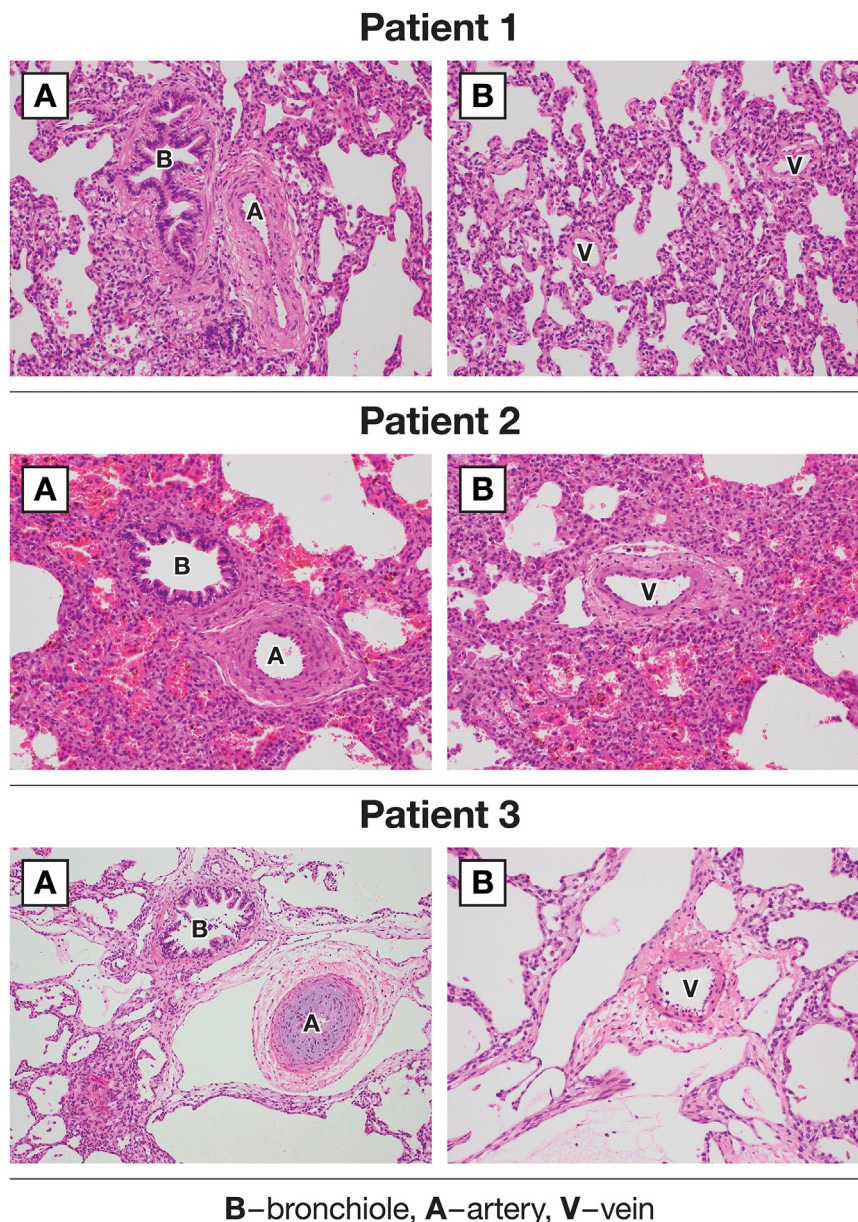 Patient 1
A
B
B
A
V
V
Patient 2
A
B
B
A
V
Patient 3
A
B
B
A
V
B–bronchiole, A–artery, V–vein